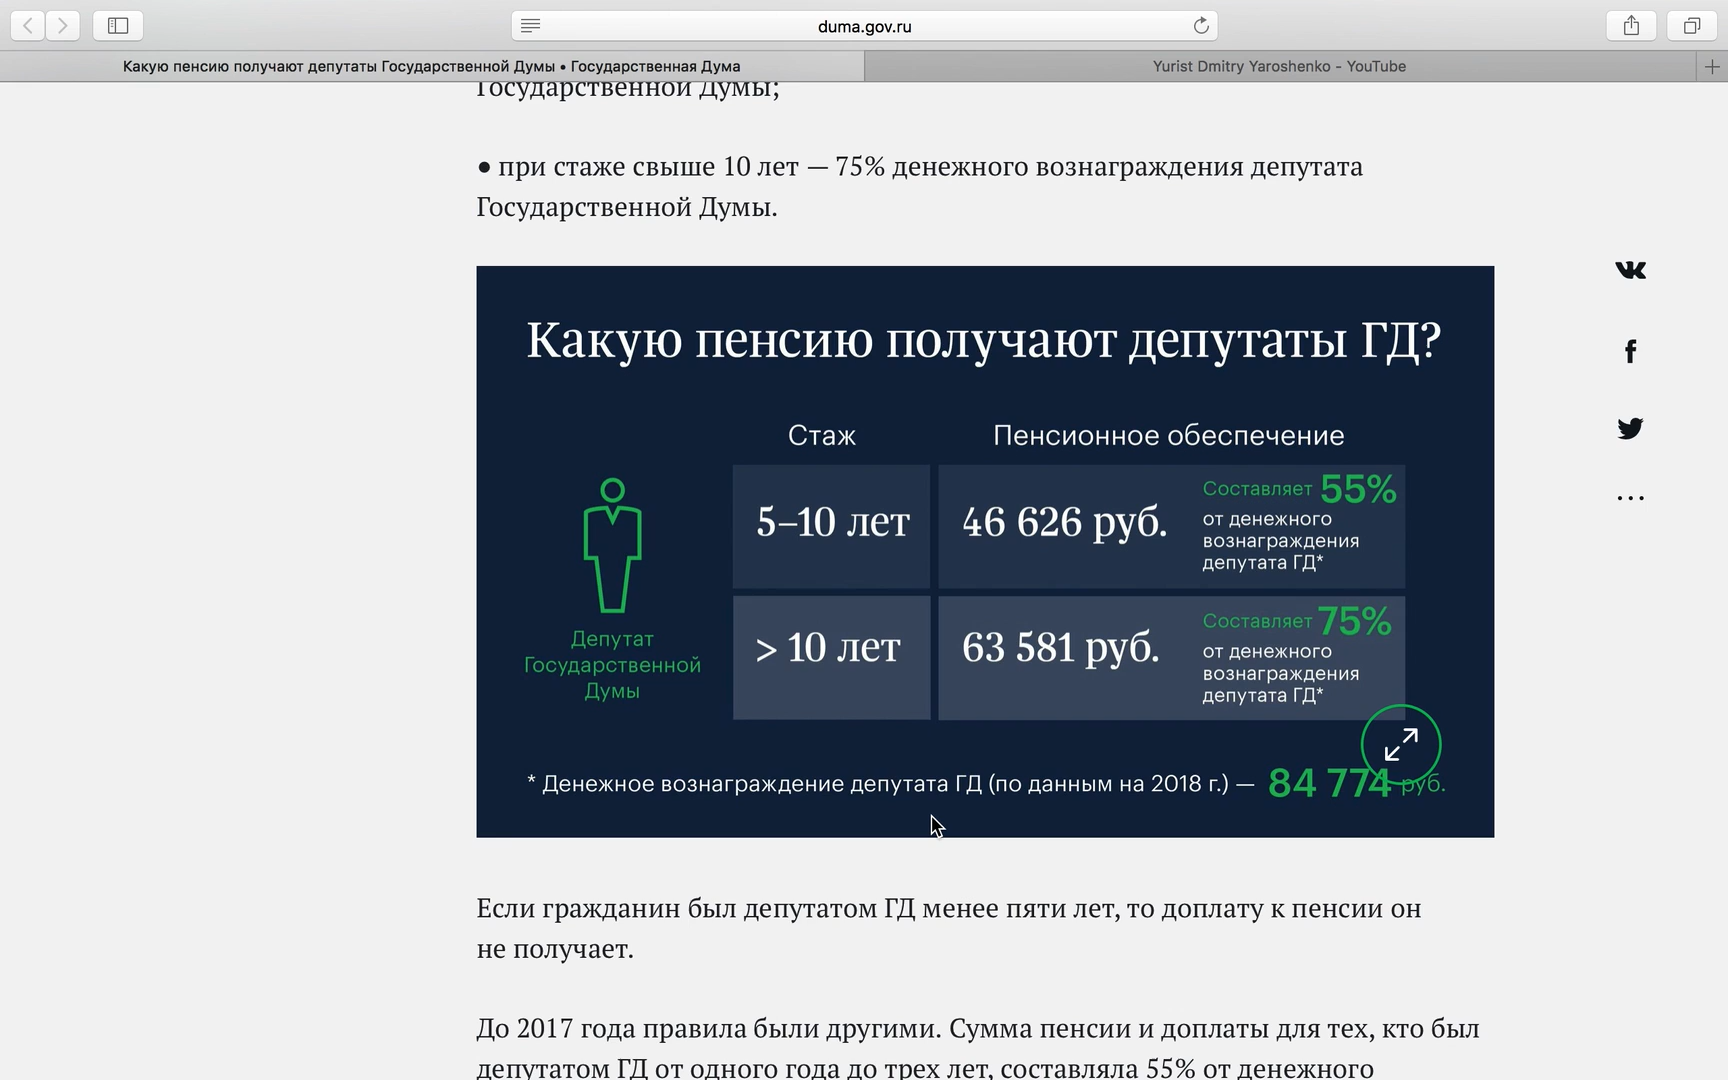 duma.gov.ru
Какую пенсию получают депутаты Государственной Думы • Государственная Дума
Yurist Dmitry Yaroshenko - YouTube
Государственной Думы;
● при стаже свыше 10 лет — 75% денежного вознаграждения депутата
Государственной Думы.
Какую пенсию получают депутаты ГД?
Стаж
Пенсионное обеспечение
5–10 лет
46 626 руб.
Составляет 55%
от денежного
вознаграждения
депутата ГД*
> 10 лет
63 581 руб.
Составляет 75%
от денежного
вознаграждения
депутата ГД*
Депутат
Государственной
Думы
* Денежное вознаграждение депутата ГД (по данным на 2018 г.) — 84 774 руб.
Если гражданин был депутатом ГД менее пяти лет, то доплату к пенсии он
не получает.
До 2017 года правила были другими. Сумма пенсии и доплаты для тех, кто был
депутатом ГД от одного года до трех лет, составляла 55% от денежного